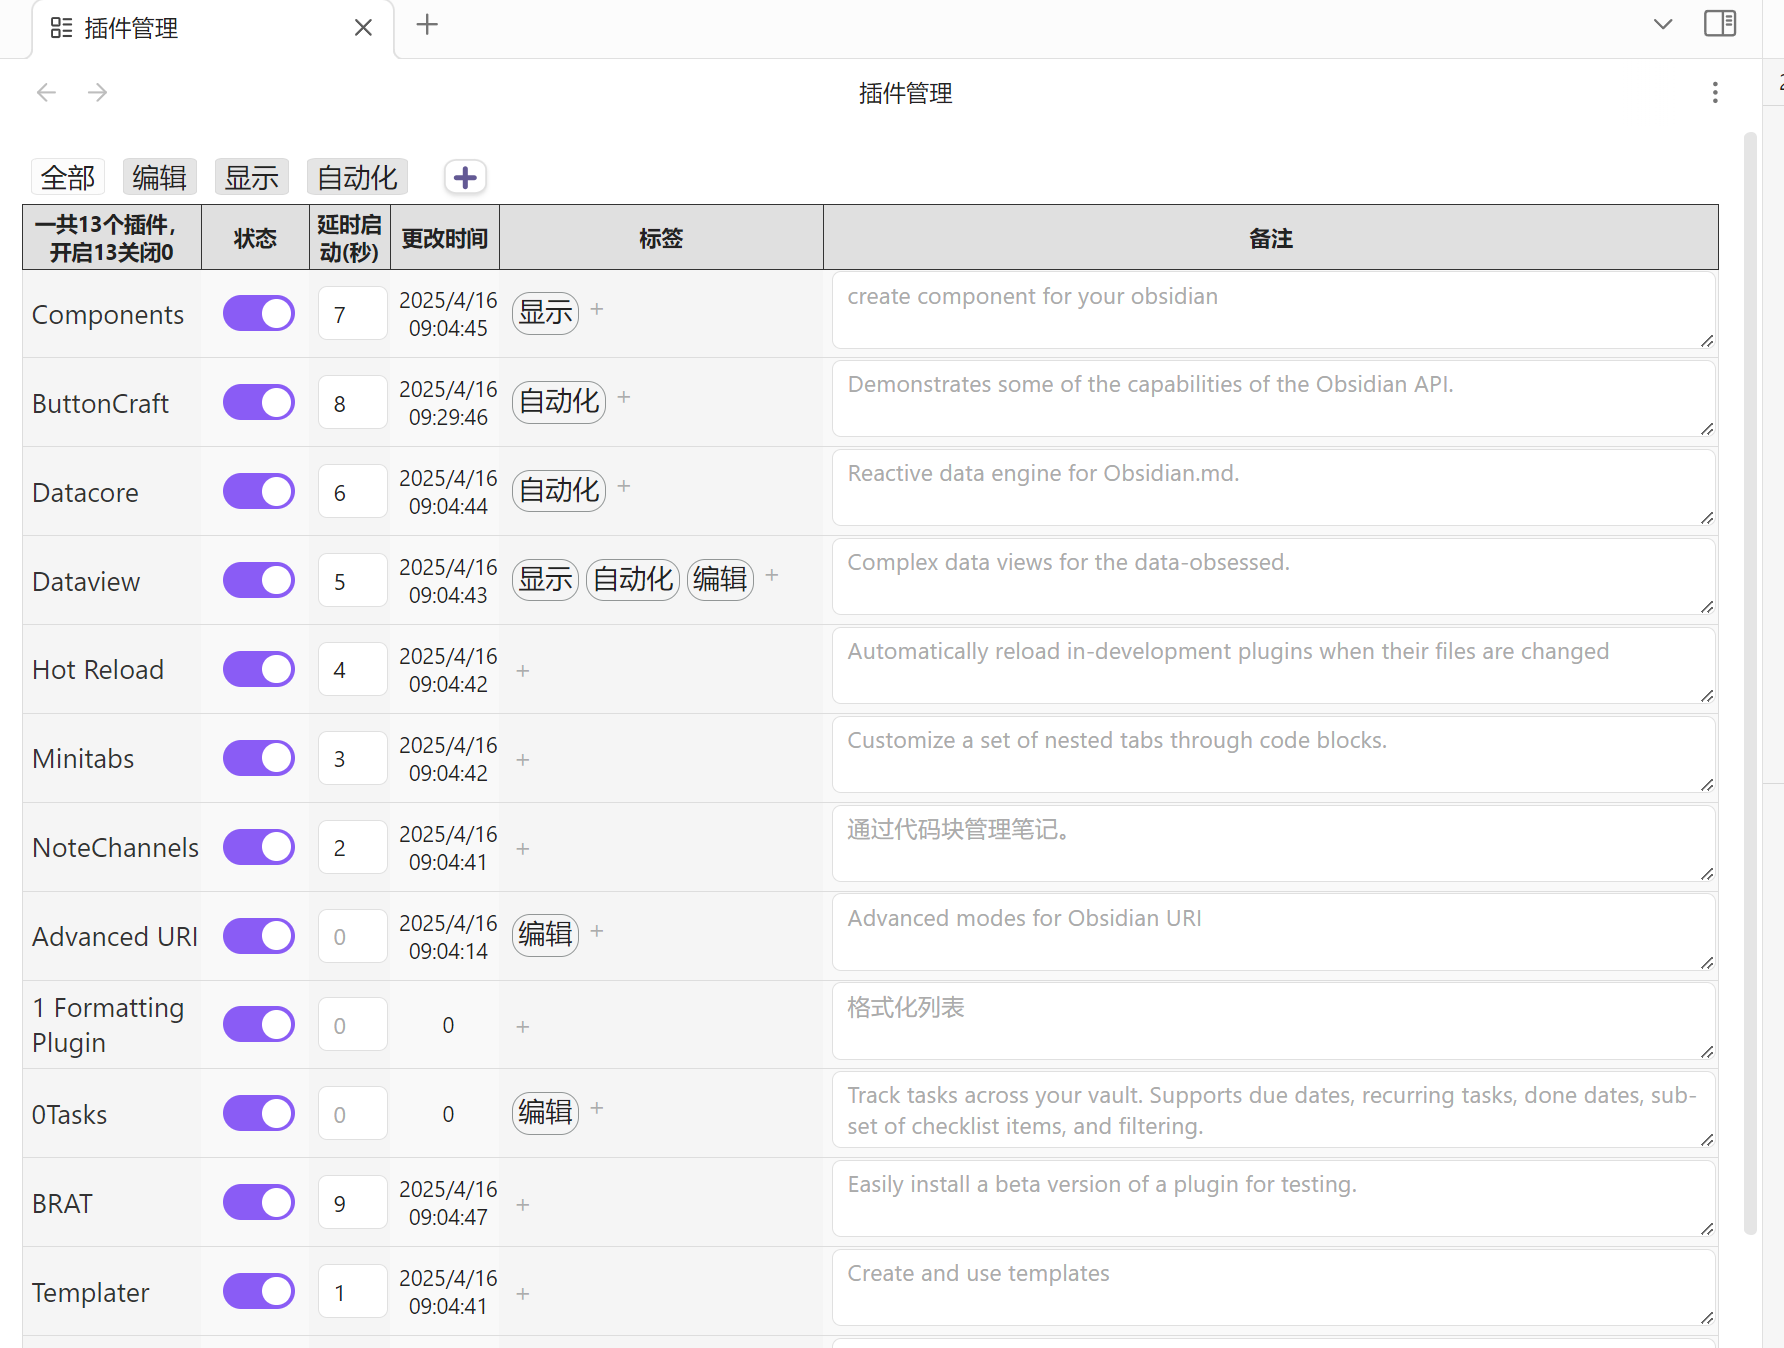 插件管理
插件管理
全部 编辑 显示 自动化
一共13个插件，
开启13关闭0
状态
延时启
动(秒)
更改时间
标签
备注
Components
7
2025/4/16
09:04:45
显示 +
create component for your obsidian
ButtonCraft
8
2025/4/16
09:29:46
自动化 +
Demonstrates some of the capabilities of the Obsidian API.
Datacore
6
2025/4/16
09:04:44
自动化 +
Reactive data engine for Obsidian.md.
Dataview
5
2025/4/16
09:04:43
显示 自动化 编辑 +
Complex data views for the data-obsessed.
Hot Reload
4
2025/4/16
09:04:42
+
Automatically reload in-development plugins when their files are changed
Minitabs
3
2025/4/16
09:04:42
+
Customize a set of nested tabs through code blocks.
NoteChannels
2
2025/4/16
09:04:41
+
通过代码块管理笔记。
Advanced URI
0
2025/4/16
09:04:14
编辑 +
Advanced modes for Obsidian URI
1 Formatting
Plugin
0
0
+
格式化列表
0Tasks
0
0
编辑 +
Track tasks across your vault. Supports due dates, recurring tasks, done dates, sub-
set of checklist items, and filtering.
BRAT
9
2025/4/16
09:04:47
+
Easily install a beta version of a plugin for testing.
Templater
1
2025/4/16
09:04:41
+
Create and use templates